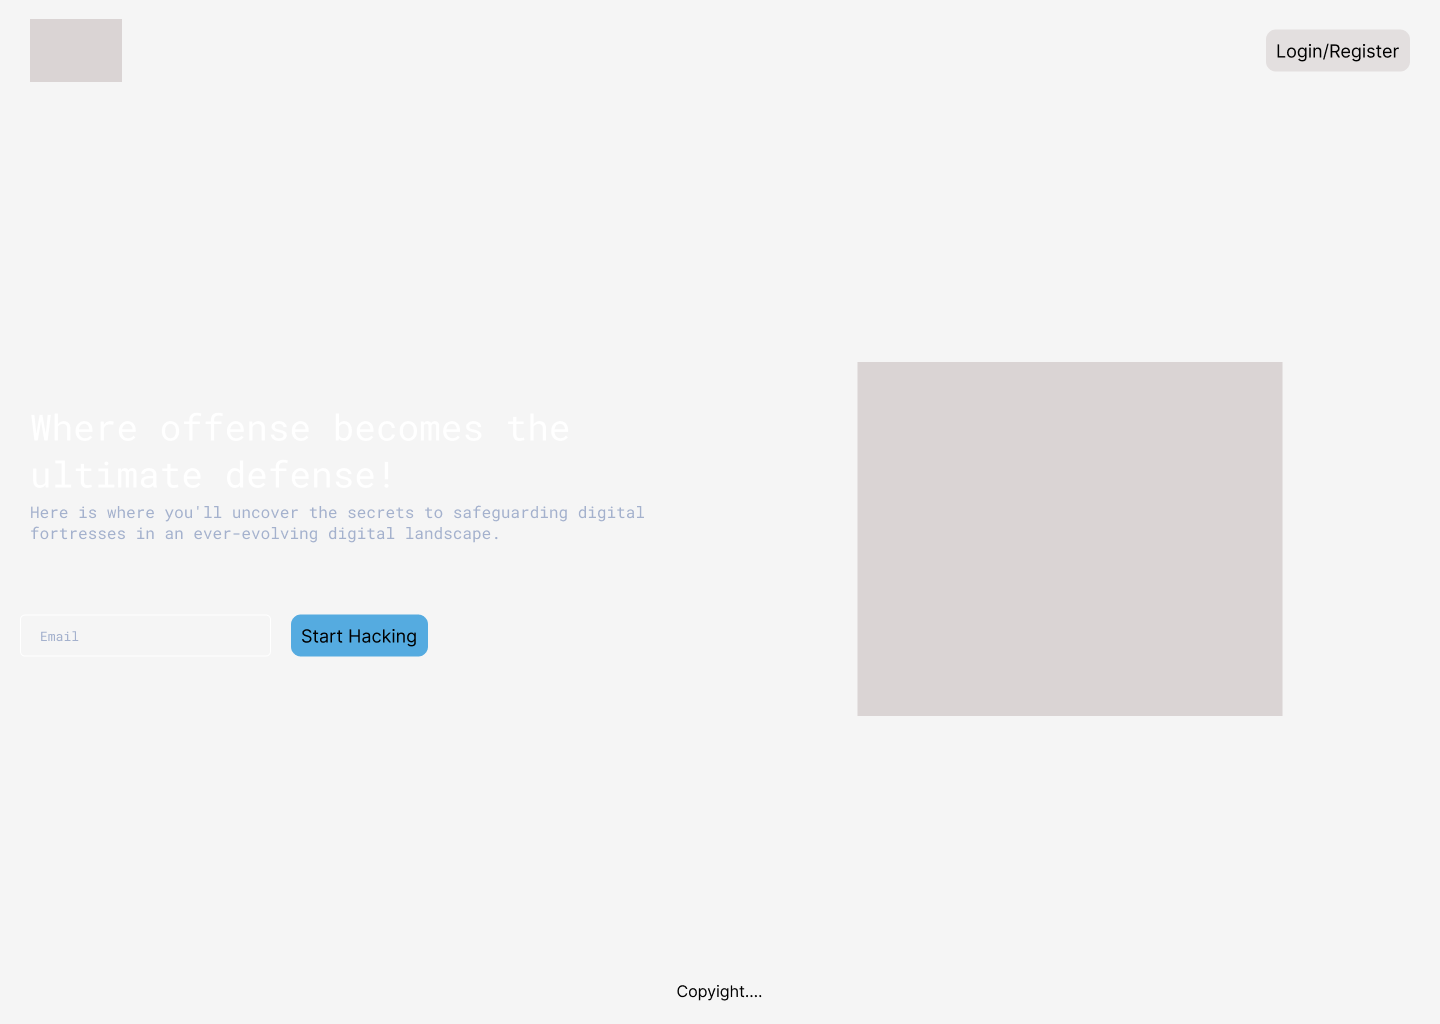 Login/Register
Where offense becomes the
ultimate defense!
Here is where you'll uncover the secrets to safeguarding digital
fortresses in an ever-evolving digital landscape.
Email
Start Hacking
Copyight....